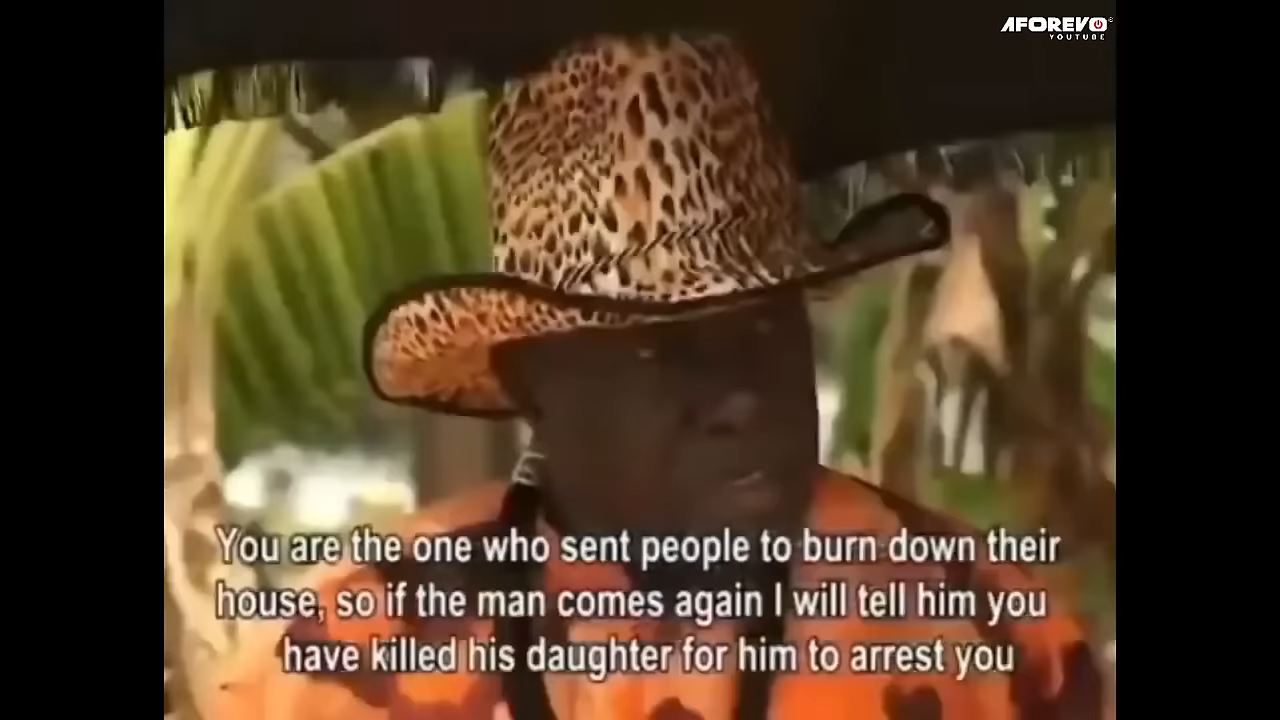 AFOREVO
YOUTUBE
You are the one who sent people to burn down their
house, so if the man comes again I will tell him you
have killed his daughter for him to arrest you